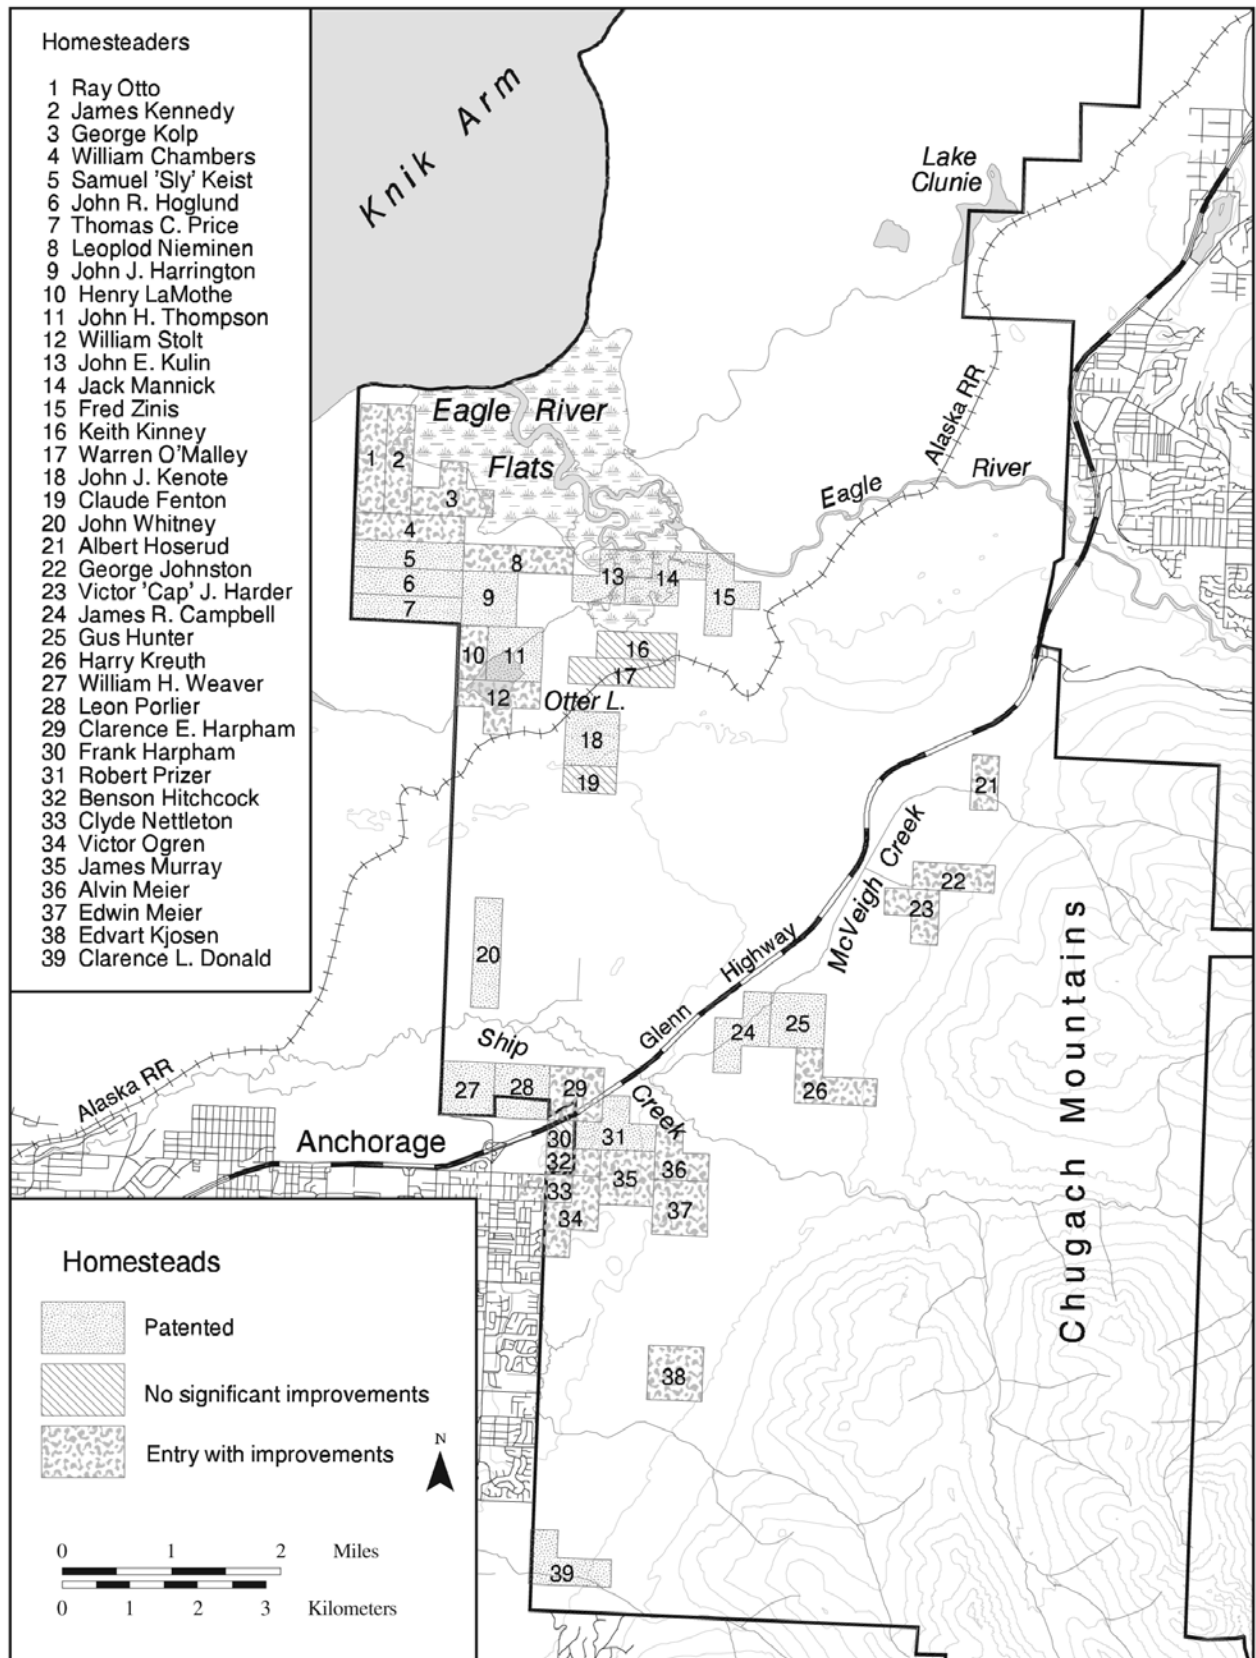 Homesteaders
1 Ray Otto
2 James Kennedy
3 George Kolp
4 William Chambers
5 Samuel 'Sly' Keist
6 John R. Hoglund
7 Thomas C. Price
8 Leoplod Nieminen
9 John J. Harrington
10 Henry LaMothe
11 John H. Thompson
12 William Stolt
13 John E. Kulin
14 Jack Mannick
15 Fred Zinis
16 Keith Kinney
17 Warren O'Malley
18 John J. Kenote
19 Claude Fenton
20 John Whitney
21 Albert Hoserud
22 George Johnston
23 Victor 'Cap' J. Harder
24 James R. Campbell
25 Gus Hunter
26 Harry Kreuth
27 William H. Weaver
28 Leon Porlier
29 Clarence E. Harpham
30 Frank Harpham
31 Robert Prizer
32 Benson Hitchcock
33 Clyde Nettleton
34 Victor Ogren
35 James Murray
36 Alvin Meier
37 Edwin Meier
38 Edvart Kjosen
39 Clarence L. Donald
Knik Arm
Lake
Clunie
Eagle River
Flats
Alaska RR
Eagle River
1
2
3
4
5
6
7
8
9
10
11
12
13
14
15
16
17
Otter L.
18
19
20
21
22
23
McVeigh Creek
Glenn Highway
24
25
26
Chugach Mountains
Ship
Creek
Alaska RR
Anchorage
27
28
29
30
31
32
33
34
35
36
37
38
39
Homesteads
Patented
No significant improvements
Entry with improvements
N
0 1 2 Miles
0 1 2 3 Kilometers